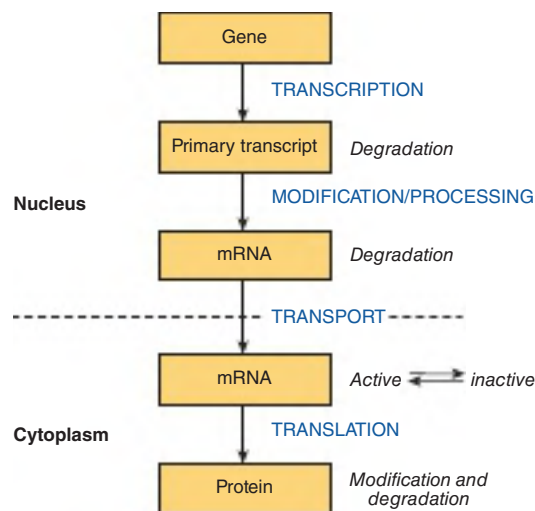 Gene
TRANSCRIPTION
Primary transcript
Degradation
MODIFICATION/PROCESSING
Nucleus
mRNA
Degradation
TRANSPORT
mRNA
Active
inactive
Cytoplasm
TRANSLATION
Protein
Modification and
degradation